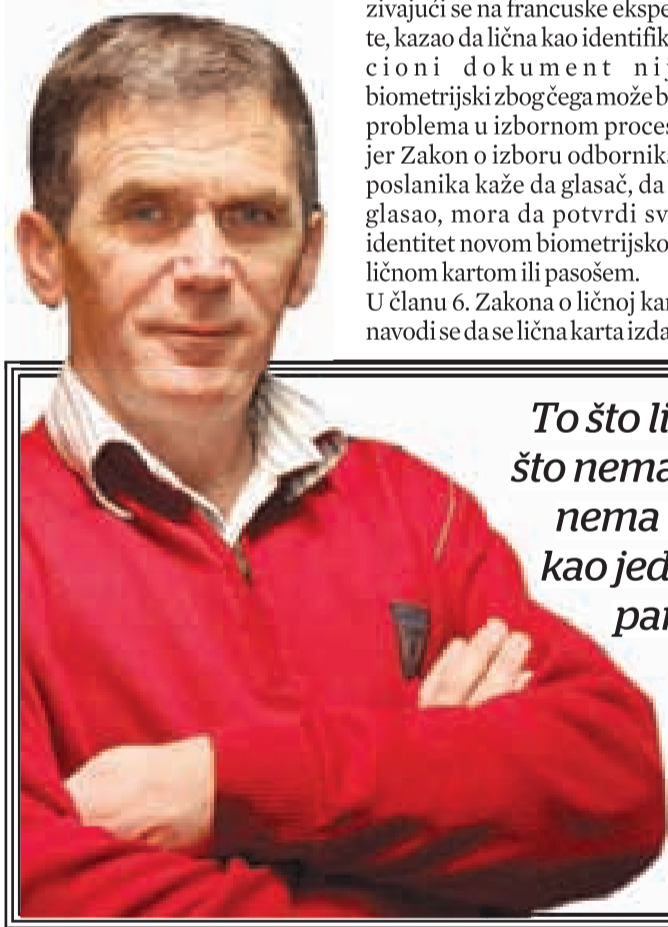 zivajući se na francuske ekspe
te, kazao da lična kao identifik
cioni dokument ni
biometrijski zbog čega može b
problema u izbornom proces
jer Zakon o izboru odbornik
poslanika kaže da glasač, da
glasao, mora da potvrdi sv
identitet novom biometrijsko
ličnom kartom ili pasošem.
U članu 6. Zakona o ličnoj kar
navodi se da se lična karta izda
To što li
što nema
nema
kao jed
par